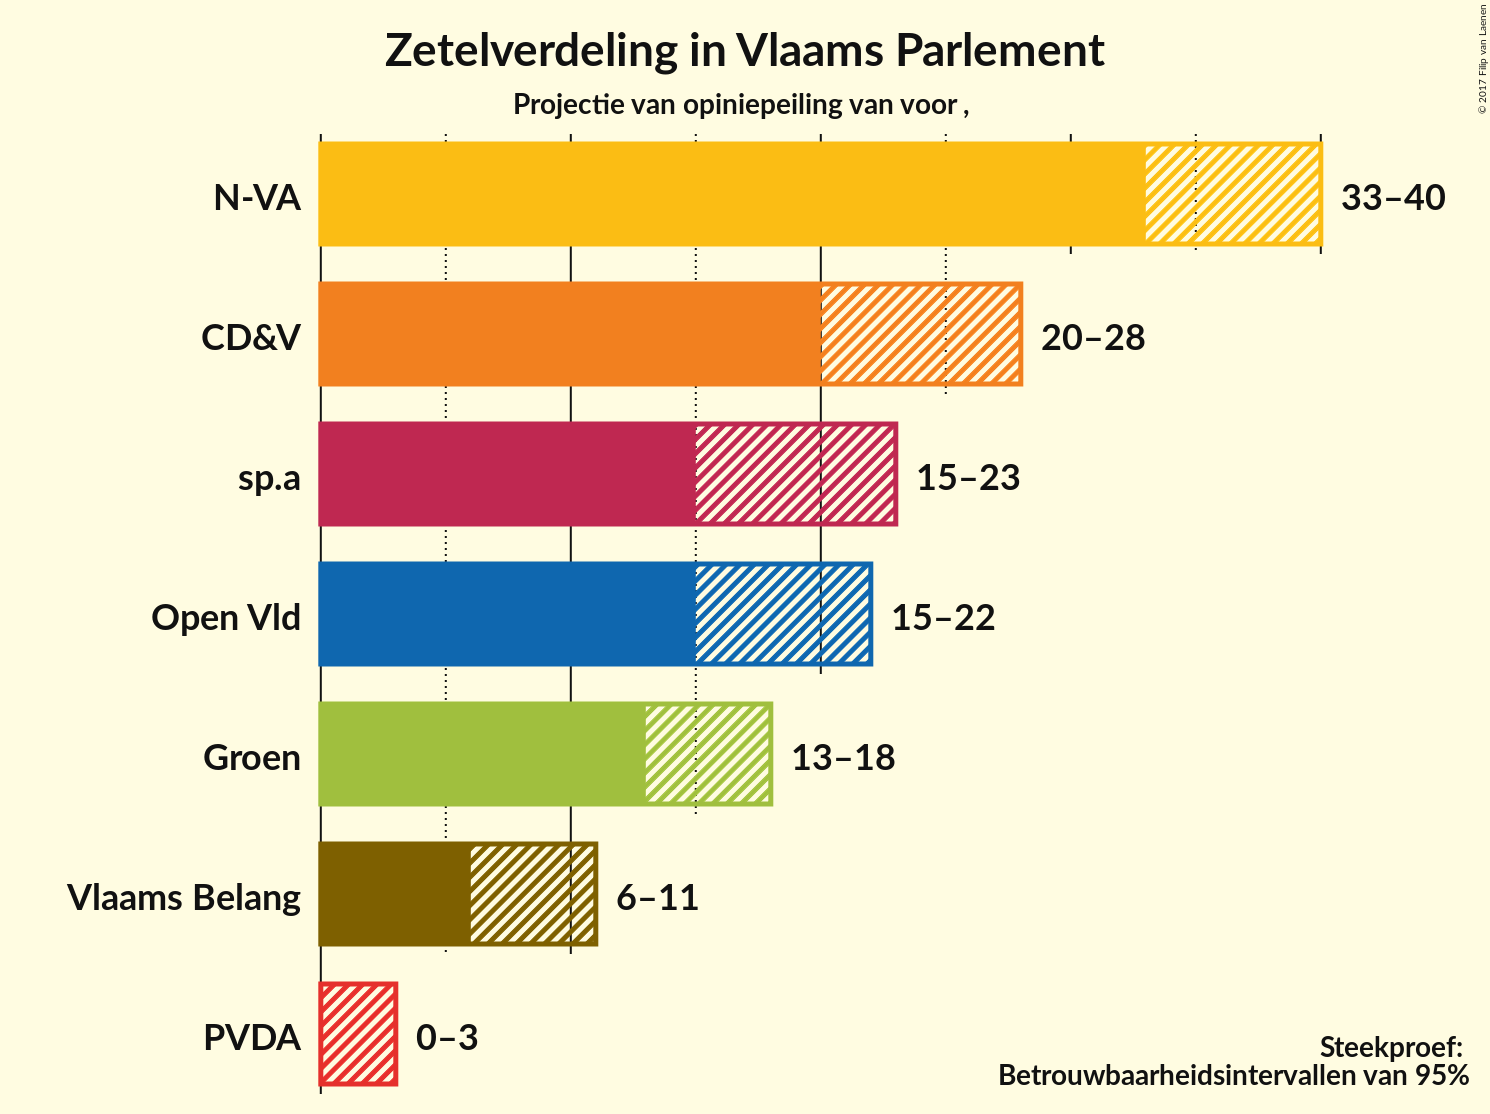 Zetelverdeling in Vlaams Parlement
Projectie van opiniepeiling van voor ,
© 2017 Filip van Laenen
N-VA
33–40
CD&V
20–28
sp.a
15–23
Open Vld
15–22
Groen
13–18
Vlaams Belang
6–11
PVDA
0–3
Steekproef:
Betrouwbaarheidsintervallen van 95%